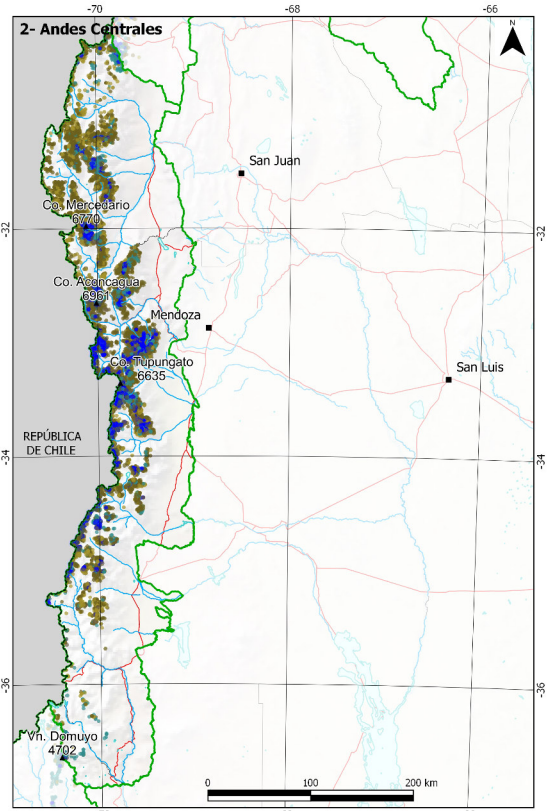 -70
-68
-66
2- Andes Centrales
N
San Juan
Co. Mercedario
6770
-32
-32
Co. Aconcagua
6961
Mendoza
Co. Tupungato
6635
San Luis
REPÚBLICA
DE CHILE
-34
-34
-36
-36
Vn. Domuyo
4702
0
100
200 km